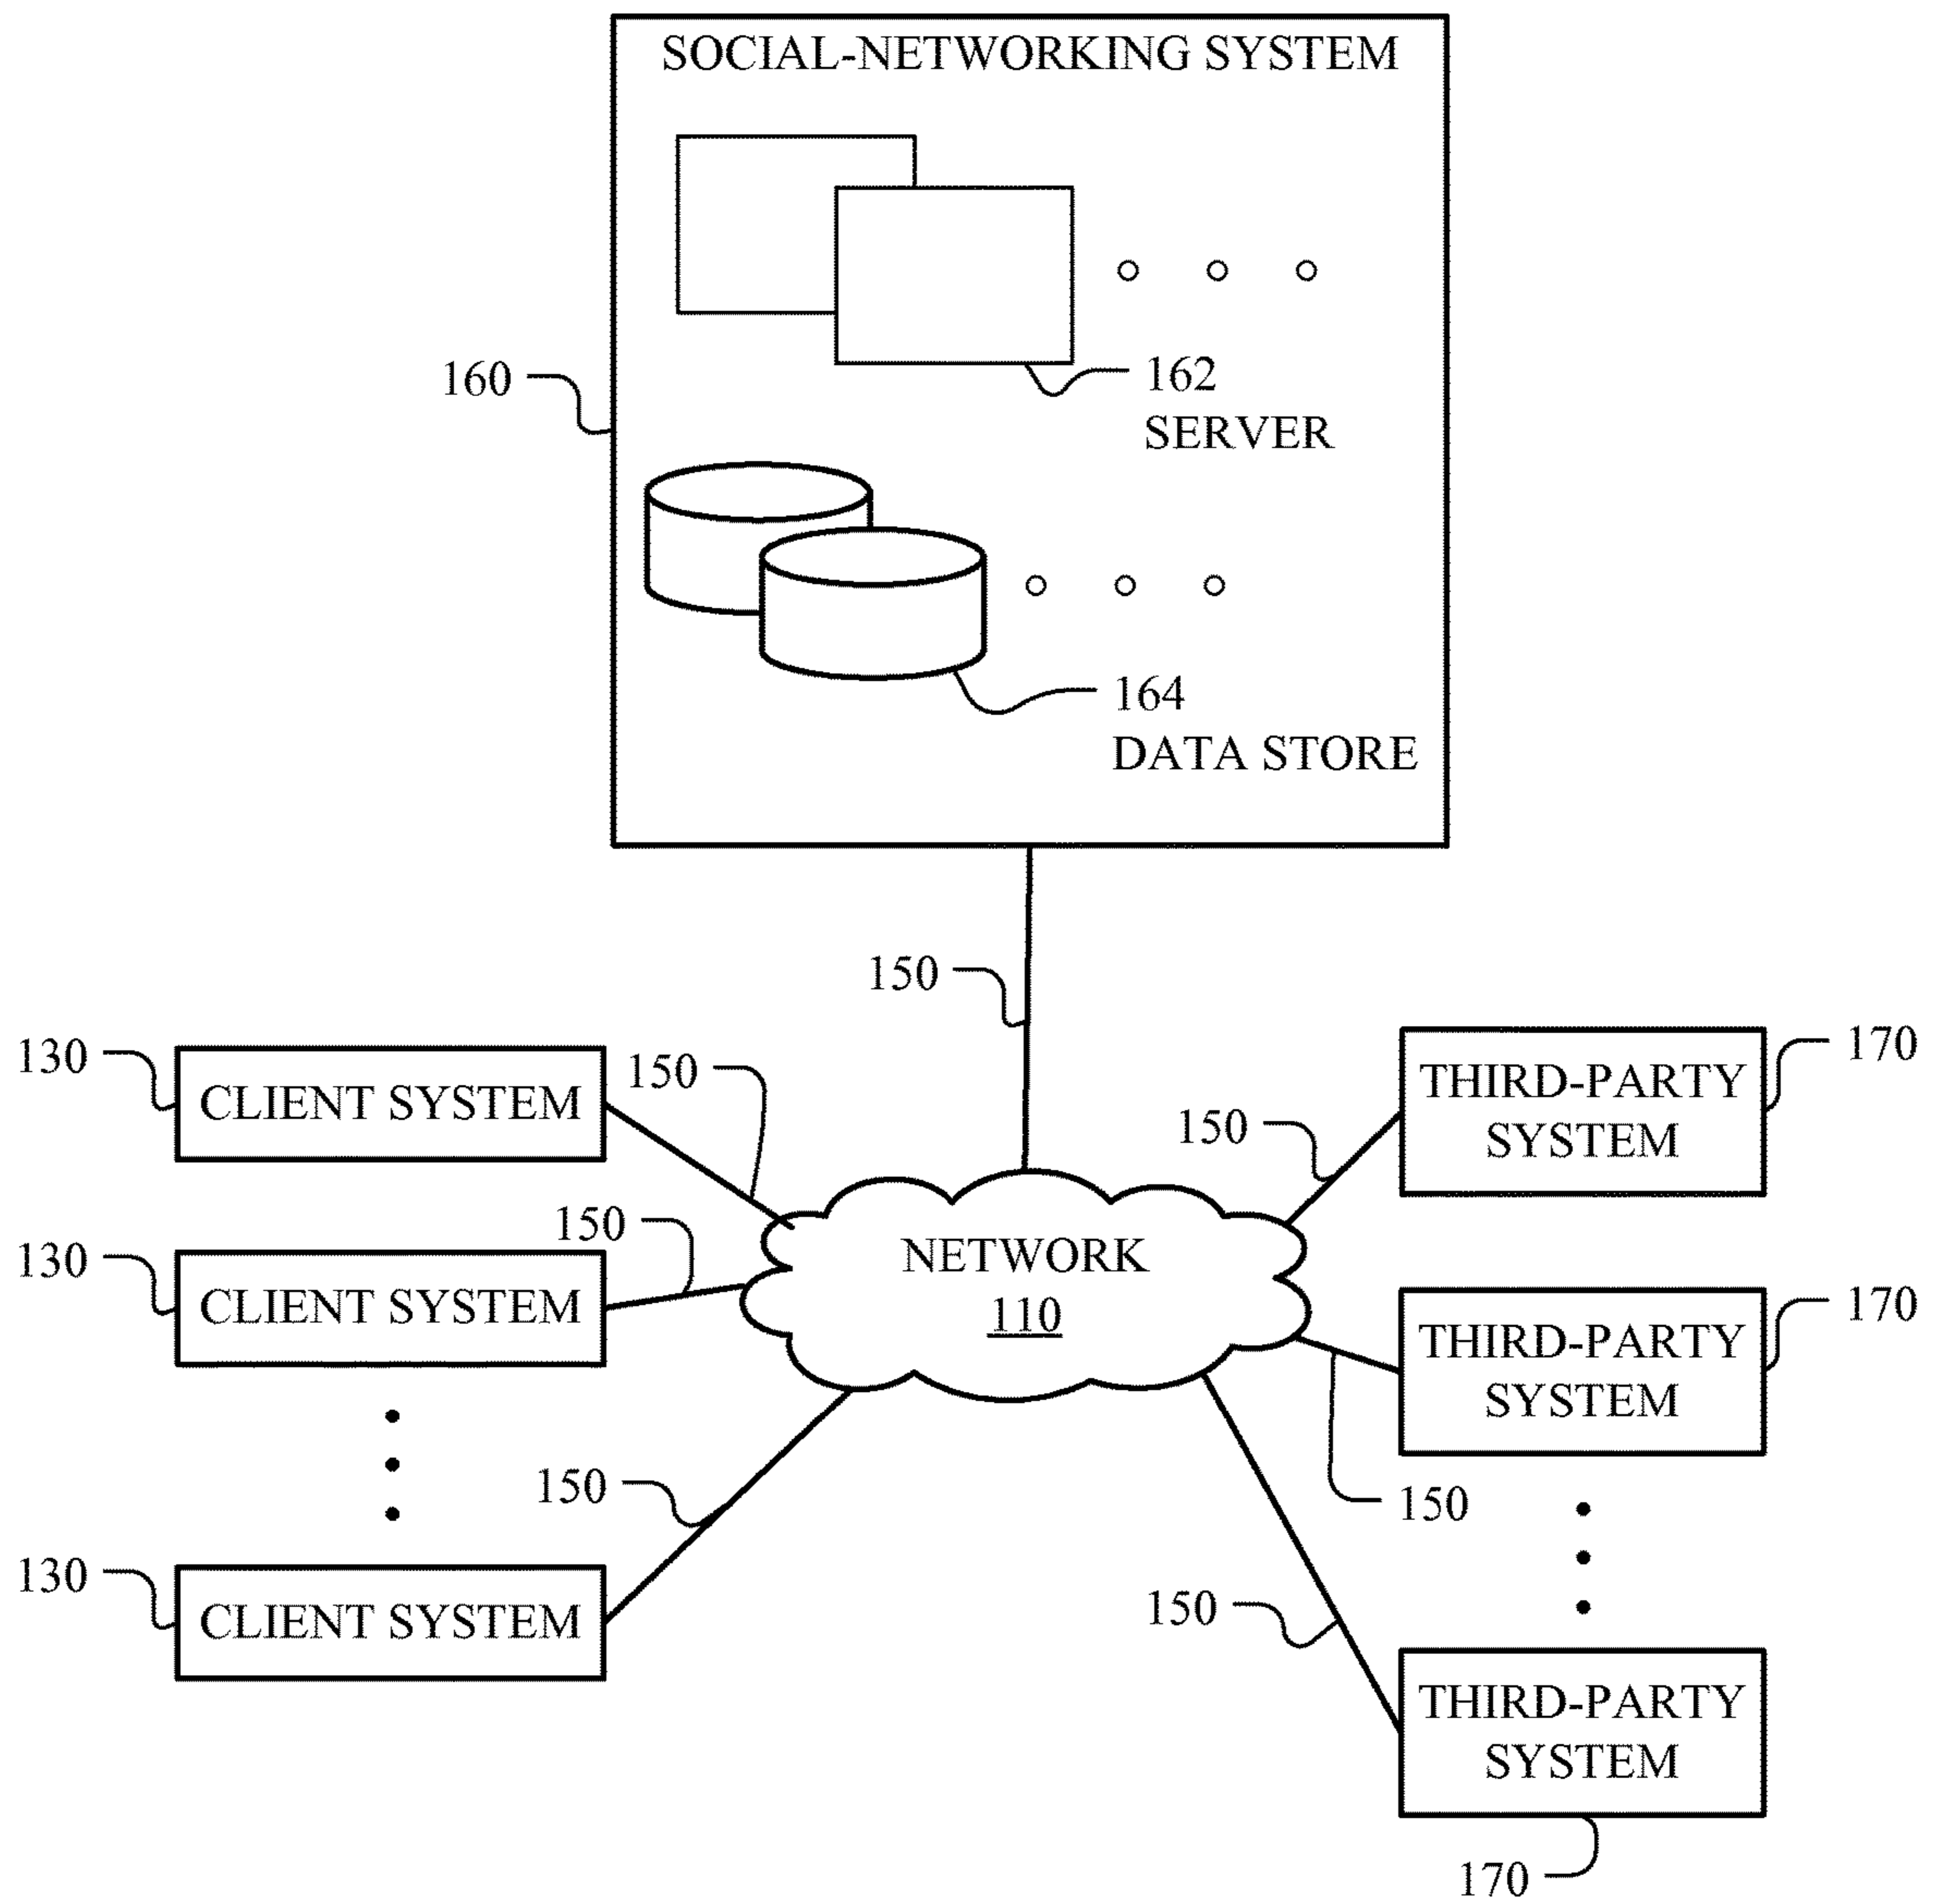 SOCIAL-NETWORKING SYSTEM
160
162
SERVER
164
DATA STORE
150
130
CLIENT SYSTEM
150
150
THIRD-PARTY
SYSTEM
170
130
CLIENT SYSTEM
150
NETWORK
110
THIRD-PARTY
SYSTEM
170
150
150
130
CLIENT SYSTEM
150
THIRD-PARTY
SYSTEM
170